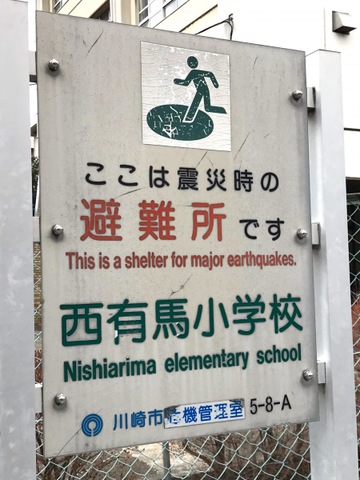 ここは震災時の
避難所です
This is a shelter for major earthquakes.
西有馬小学校
Nishiarima elementary school
川崎市危機管理室 5-8-A